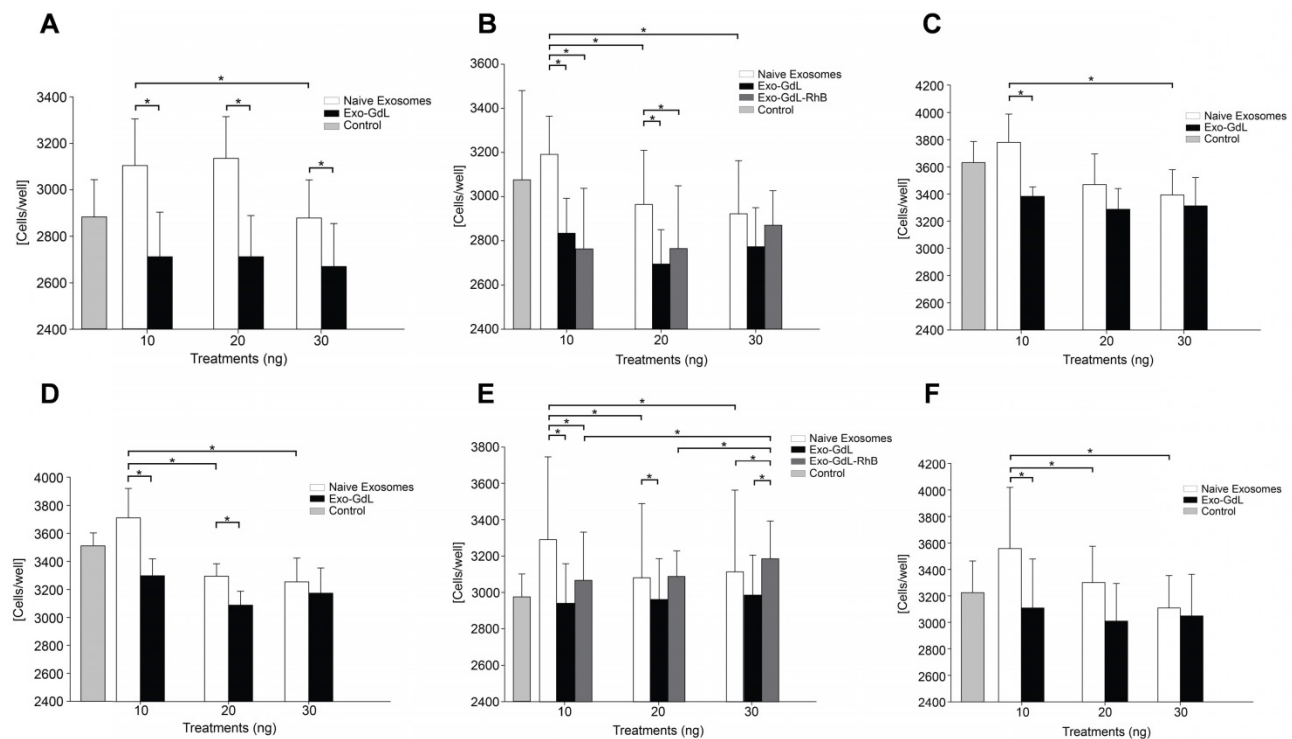 A
*
*
*
*
3400
3200
3000
2800
2600
2400
[Cells/well]
Naive Exosomes
Exo-GdL
Control
10 20 30
Treatments (ng)
B
*
*
*
*
*
*
3600
3400
3200
3000
2800
2600
2400
[Cells/well]
Naive Exosomes
Exo-GdL
Exo-GdL-RhB
Control
10 20 30
Treatments (ng)
C
*
*
4200
4000
3800
3600
3400
3200
3000
2800
2600
2400
[Cells/well]
Naive Exosomes
Exo-GdL
Control
10 20 30
Treatments (ng)
D
*
*
*
*
4000
3800
3600
3400
3200
3000
2800
2600
2400
[Cells/well]
Naive Exosomes
Exo-GdL
Control
10 20 30
Treatments (ng)
E
*
*
*
*
*
*
*
*
*
3800
3600
3400
3200
3000
2800
2600
2400
[Cells/well]
Naive Exosomes
Exo-GdL
Exo-GdL-RhB
Control
10 20 30
Treatments (ng)
F
*
*
*
4200
4000
3800
3600
3400
3200
3000
2800
2600
2400
[Cells/well]
Naive Exosomes
Exo-GdL
Control
10 20 30
Treatments (ng)